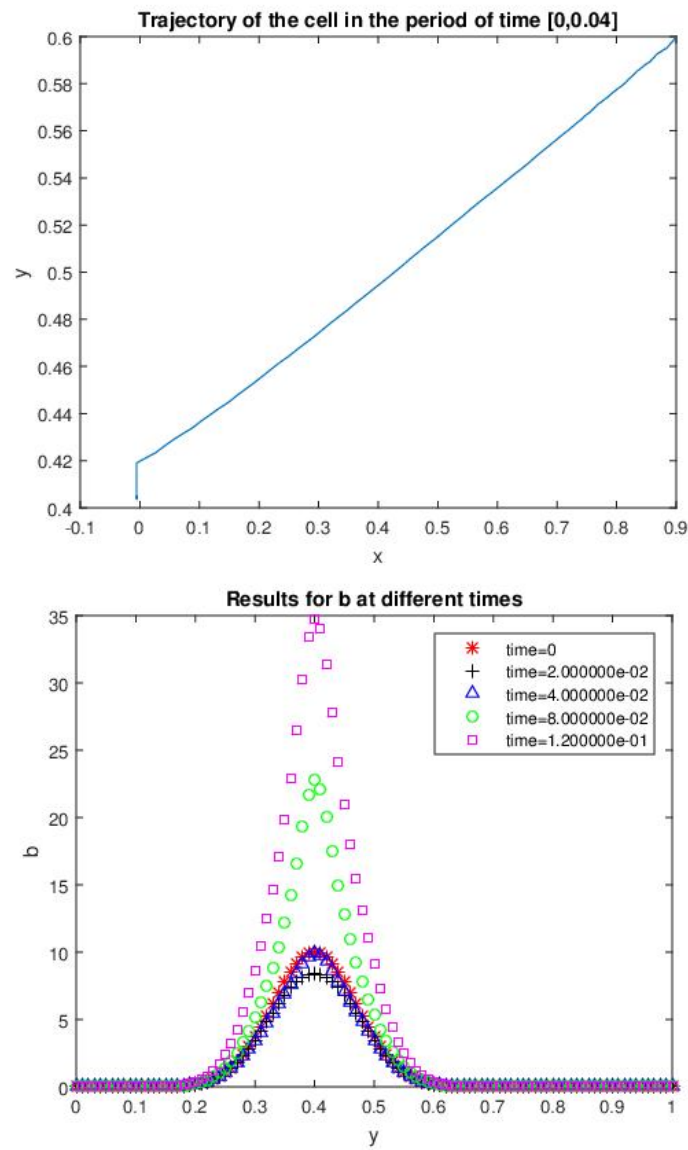 Trajectory of the cell in the period of time [0,0.04]
0.6
0.58
0.56
0.54
0.52
0.5
0.48
0.46
0.44
0.42
0.4
y
-0.1 0 0.1 0.2 0.3 0.4 0.5 0.6 0.7 0.8 0.9
x
Results for b at different times
35
30
25
20
15
10
5
0
b
time=0
time=2.000000e-02
time=4.000000e-02
time=8.000000e-02
time=1.200000e-01
0 0.1 0.2 0.3 0.4 0.5 0.6 0.7 0.8 0.9 1
y